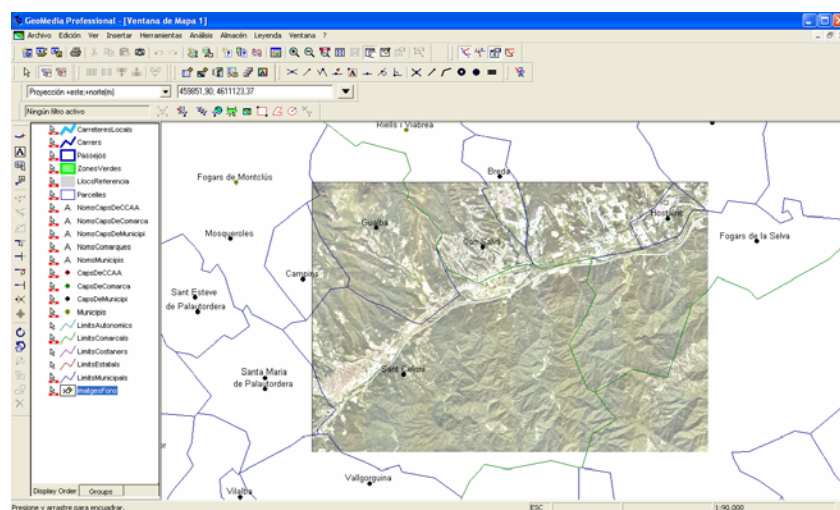 GeoMedia Professional - [Ventana de Mapa 1]
Archivo Edición Ver Insertar Herramientas Análisis Almacén Leyenda Ventana ?
Proyección +este;+norte(m)
459851,90; 4611123,37
Ningún filtro activo
CarreteresLocals
Carrers
Passejos
ZonesVerdes
LlocsReferencia
Parcelles
NomsCapsDeCCAA
NomsCapsDeComarca
NomsCapsDeMunicipi
NomsComarques
NomsMunicipis
CapsDeCCAA
CapsDeComarca
CapsDeMunicipi
Municipis
LimitsAutonomics
LimitsComarcals
LimitsCostaners
LimitsEstatals
LimitsMunicipals
ImatgesFons
Display Order Groups
Riells i Viabrea
Breda
Fogars de Montclús
Gualba
Hostalric
Mosqueroles
Fogars de la Selva
Campins
Sant Esteve
de Palautordera
Santa Maria
de Palautordera
Sant Celoni
Vallgorguina
Vilalba
Presione y arrastre para encuadrar.
ESC
1:90.000